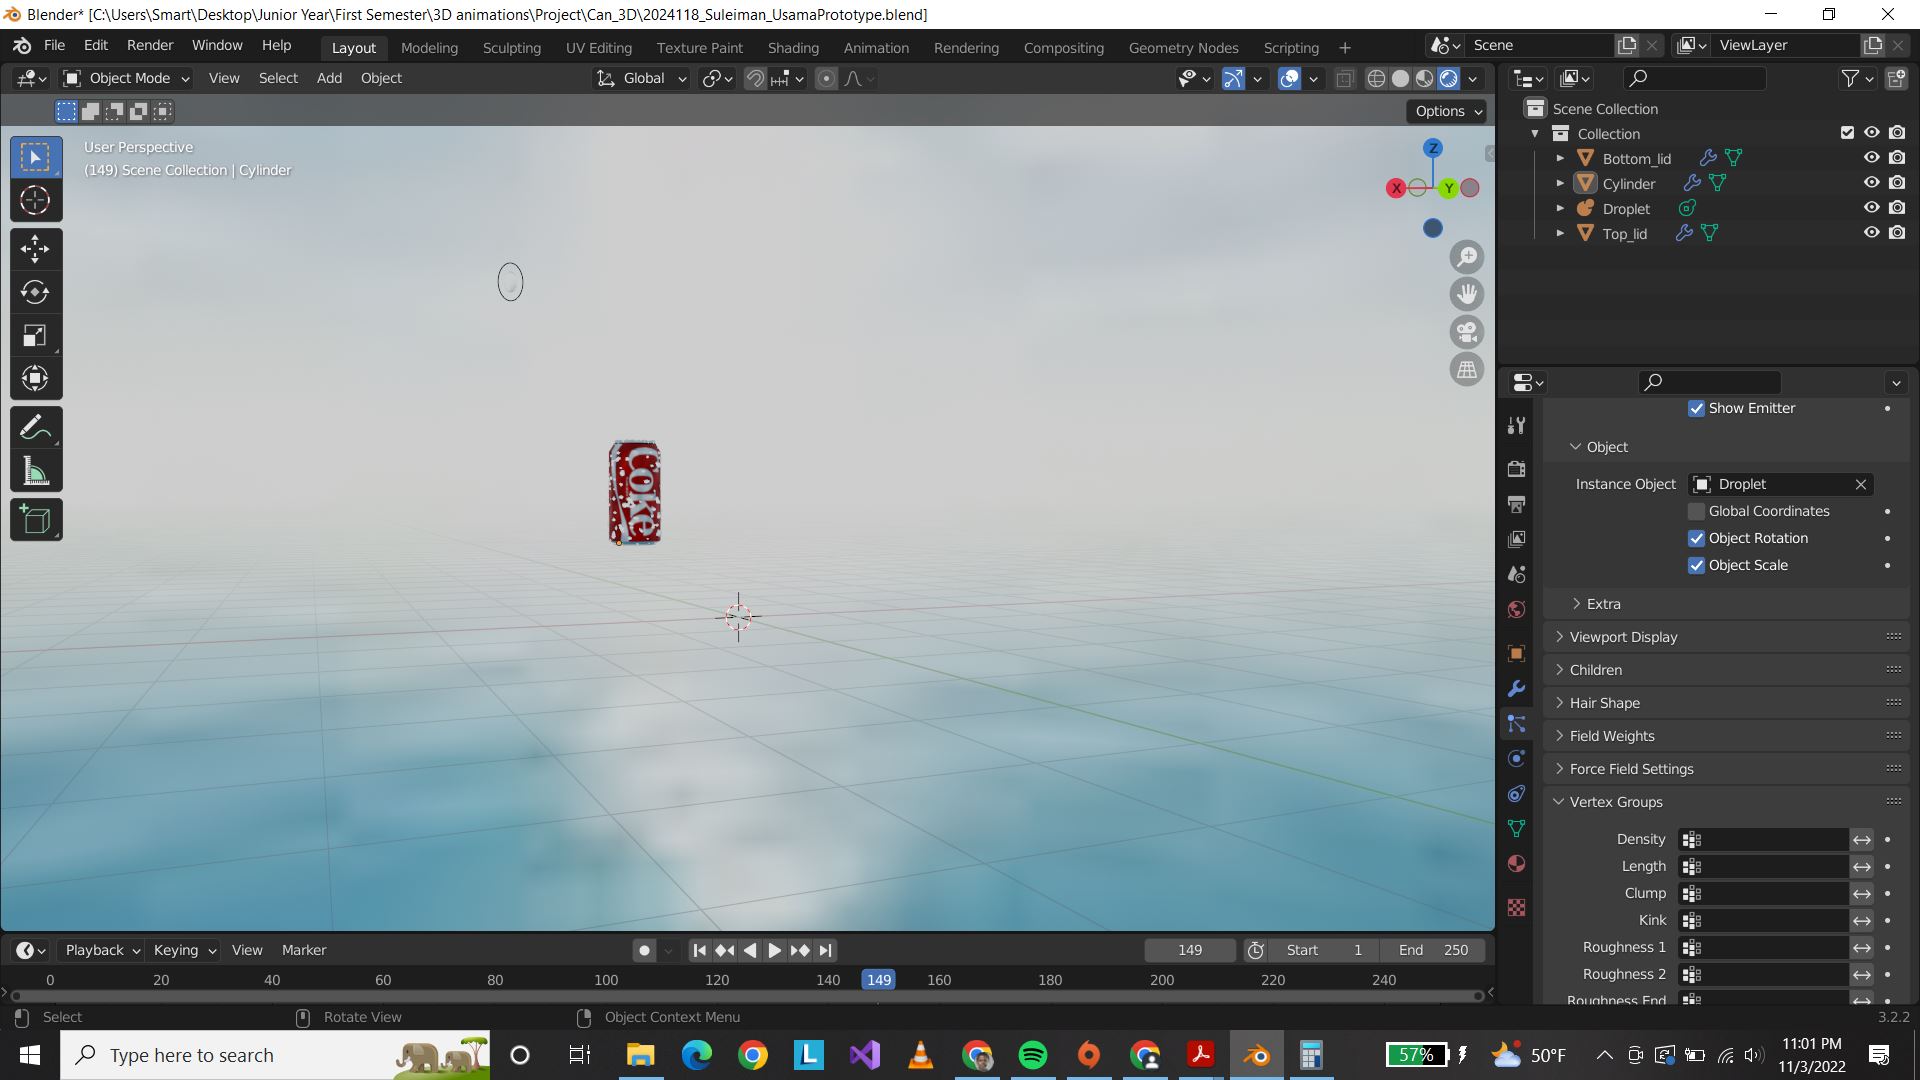 Blender* [C:\Users\Smart\Desktop\Junior Year\First Semester\3D animations\Project\Can_3D\2024118_Suleiman_UsamaPrototype.blend]
File Edit Render Window Help
Layout Modeling Sculpting UV Editing Texture Paint Shading Animation Rendering Compositing Geometry Nodes Scripting +
Scene
ViewLayer
Object Mode View Select Add Object
Global
Options
User Perspective
(149) Scene Collection | Cylinder
Z
X
Y
Coke
Scene Collection
Collection
Bottom_lid
Cylinder
Droplet
Top_lid
Show Emitter
Object
Instance Object Droplet
Global Coordinates
Object Rotation
Object Scale
Extra
Viewport Display
Children
Hair Shape
Field Weights
Force Field Settings
Vertex Groups
Density
Length
Clump
Kink
Roughness 1
Roughness 2
Roughness End
Playback Keying View Marker
149 Start 1 End 250
0 20 40 60 80 100 120 140 149 160 180 200 220 240
Select Rotate View Object Context Menu
3.2.2
Type here to search
L
57%
50°F
11:01 PM
11/3/2022